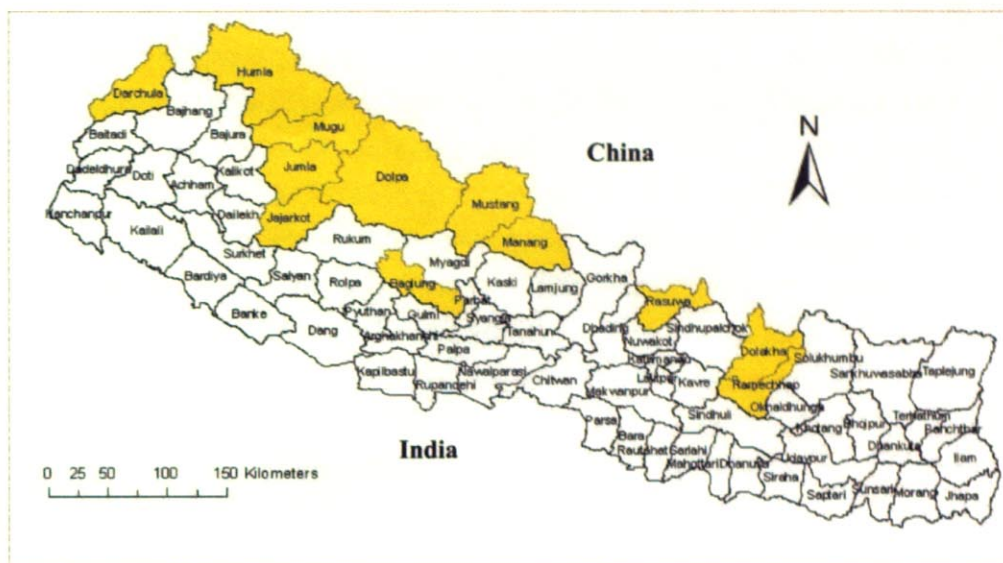 Humla
Darchula
Bajhang
Mugu
Baitadi
Bajura
N
China
Jumla
Dadeldhura
Doti
Kalikot
Dolpa
Achham
Mustang
Kanchanpur
Dailekh
Jajarkot
Kailali
Rukum
Manang
Surkhet
Myagdi
Gorkha
Bardiya
Salyan
Rolpa
Baglung
Kaski
Lamjung
Rasuwa
Parbat
Banke
Pyuthan
Gulmi
Syangja
Dhading
Sindhupalchok
Dang
Arghakhanchi
Tanahun
Nuwakot
Dolakha
Solukhumbu
Palpa
Kathmandu
Sankhuwasabha
Taplejung
Kapilbastu
Nawalparasi
Chitwan
Lalitpur
Kavre
Ramechhap
Rupandehi
Makwanpur
Okhaldhunga
Parsa
Sindhuli
Khotang
Bhojpur
Terhathum
Panchthar
India
Bara
Dhankuta
Rautahat
Sarlahi
Udaypur
Ilam
Mahottari
Dhanusa
Siraha
Saptari
Sunsari
Morang
Jhapa
0 25 50 100 150 Kilometers